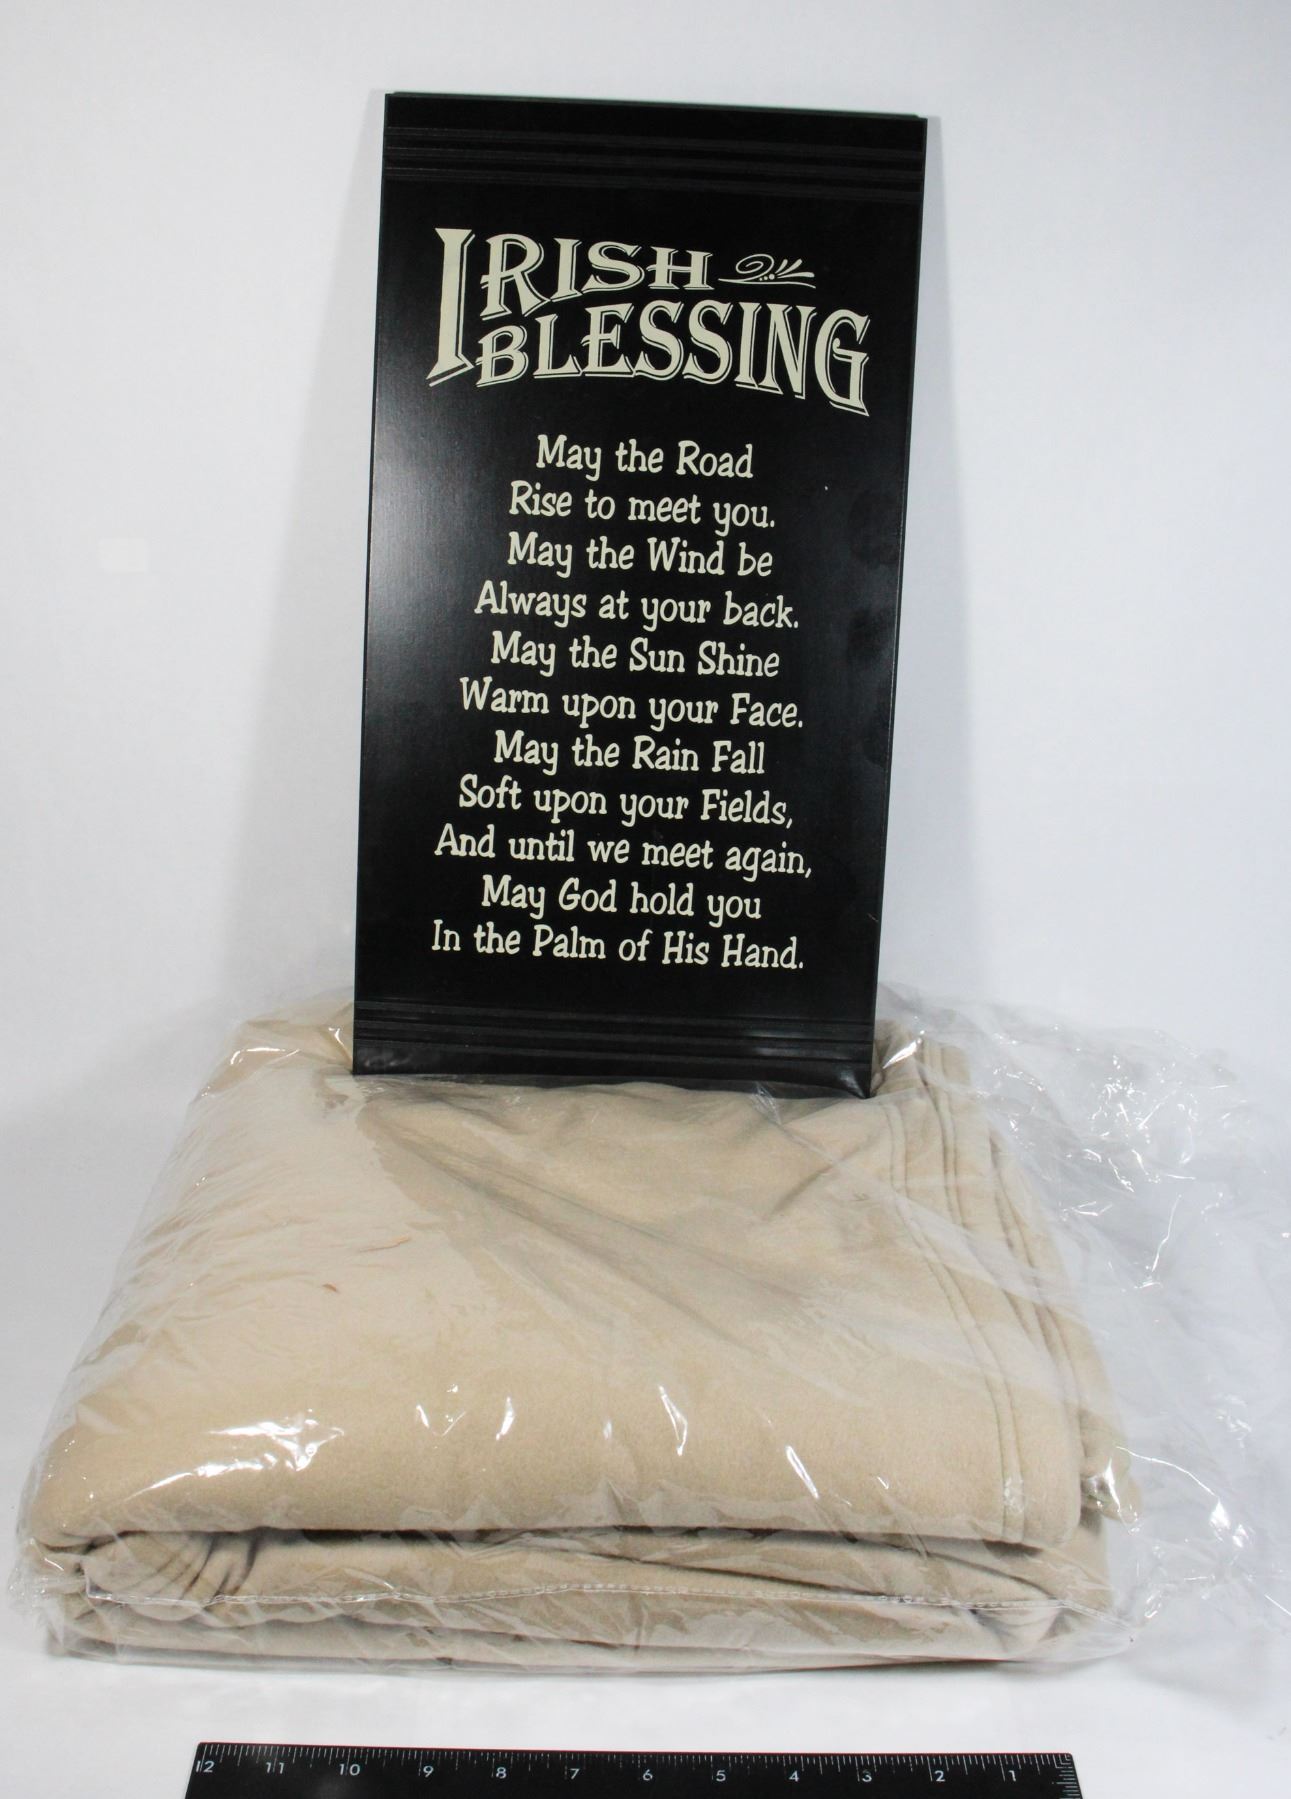 IRISH
BLESSING
May the Road
Rise to meet you.
May the Wind be
Always at your back.
May the Sun Shine
Warm upon your Face.
May the Rain Fall
Soft upon your Fields,
And until we meet again,
May God hold you
In the Palm of His Hand.
12 11 10 9 8 7 6 5 4 3 2 1